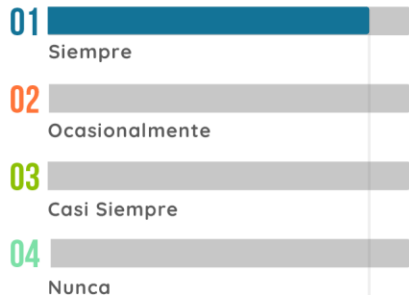 01
Siempre
02
Ocasionalmente
03
Casi Siempre
04
Nunca